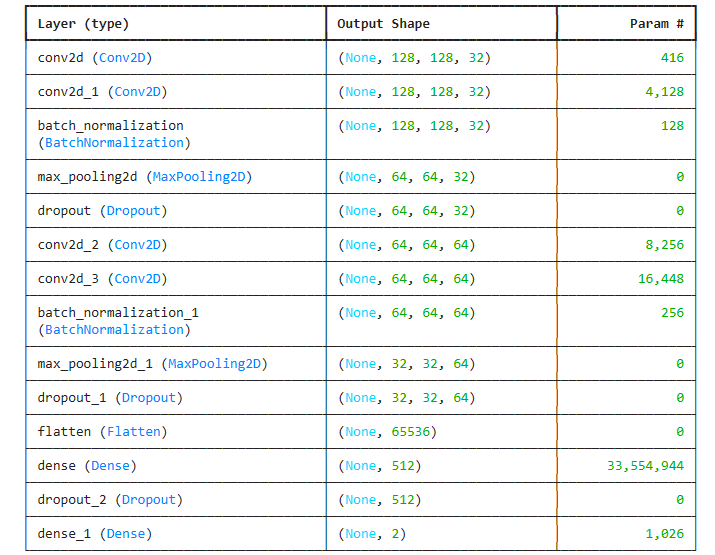 Layer (type) Output Shape Param #
conv2d (Conv2D) (None, 128, 128, 32) 416
conv2d_1 (Conv2D) (None, 128, 128, 32) 4,128
batch_normalization (None, 128, 128, 32) 128
(BatchNormalization)
max_pooling2d (MaxPooling2D) (None, 64, 64, 32) 0
dropout (Dropout) (None, 64, 64, 32) 0
conv2d_2 (Conv2D) (None, 64, 64, 64) 8,256
conv2d_3 (Conv2D) (None, 64, 64, 64) 16,448
batch_normalization_1 (None, 64, 64, 64) 256
(BatchNormalization)
max_pooling2d_1 (MaxPooling2D) (None, 32, 32, 64) 0
dropout_1 (Dropout) (None, 32, 32, 64) 0
flatten (Flatten) (None, 65536) 0
dense (Dense) (None, 512) 33,554,944
dropout_2 (Dropout) (None, 512) 0
dense_1 (Dense) (None, 2) 1,026